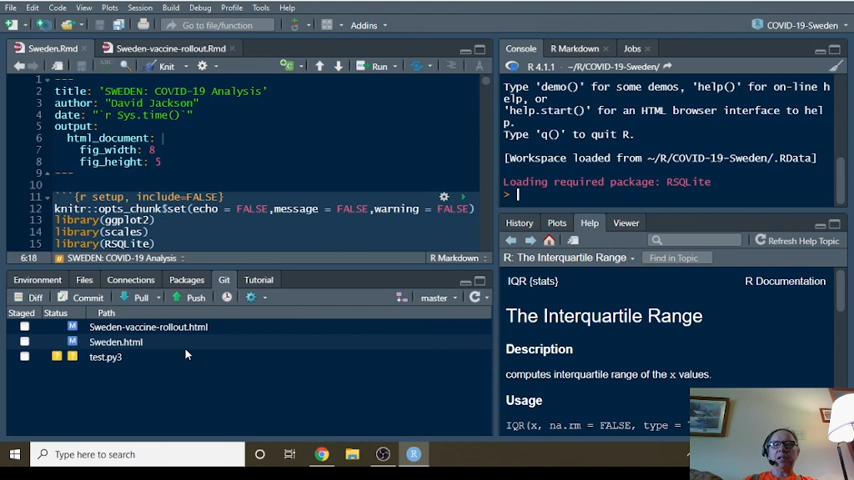 File Edit Code View Plots Session Build Debug Profile Tools Help
Go to file/function
Addins
COVID-19-Sweden
Sweden.Rmd
Sweden-vaccine-rollout.Rmd
Knit
Run
1 ---
2 title: 'SWEDEN: COVID-19 Analysis'
3 author: "David Jackson"
4 date: "`r Sys.time()`"
5 output:
6 html_document:
7 fig_width: 8
8 fig_height: 5
9 ---
10
11 ```{r setup, include=FALSE}
12 knitr::opts_chunk$set(echo = FALSE,message = FALSE,warning = FALSE)
13 library(ggplot2)
14 library(scales)
15 library(RSQLite)
6:18 SWEDEN: COVID-19 Analysis R Markdown
Environment Files Connections Packages Git Tutorial
Diff Commit Pull Push master
Staged Status Path
M Sweden-vaccine-rollout.html
M Sweden.html
? ? test.py3
Console R Markdown Jobs
R 4.1.1 · ~/R/COVID-19-Sweden/
Type 'demo()' for some demos, 'help()' for on-line h
elp, or
'help.start()' for an HTML browser interface to hel
p.
Type 'q()' to quit R.
[Workspace loaded from ~/R/COVID-19-Sweden/.RData]
Loading required package: RSQLite
>
History Plots Help Viewer
Refresh Help Topic
R: The Interquartile Range Find in Topic
IQR {stats} R Documentation
The Interquartile Range
Description
computes interquartile range of the x values.
Usage
IQR(x, na.rm = FALSE, type =
Type here to search
R